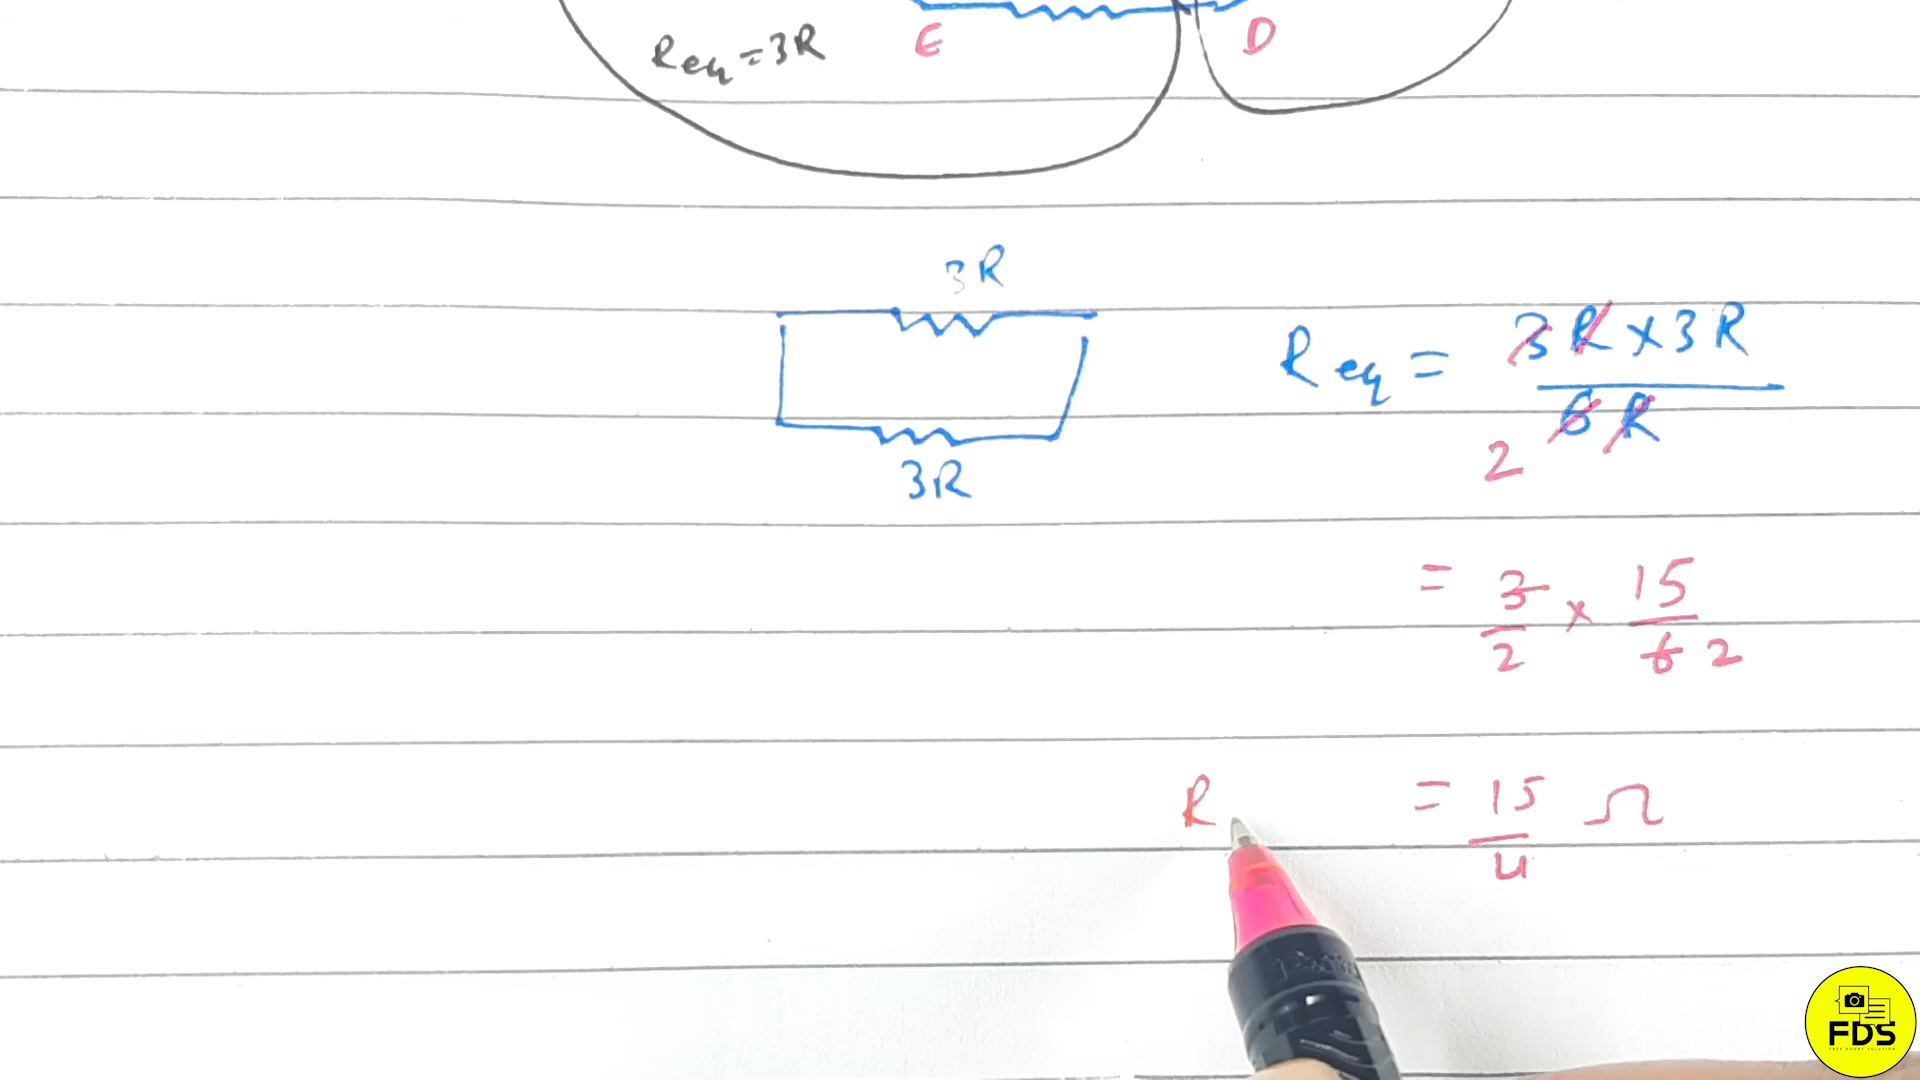 Req = 3R
E
D
3R
3R
Req = 3R × 3R / 6R
2
= 3/2 × 15/6 2
R = 15/4 Ω
FDS